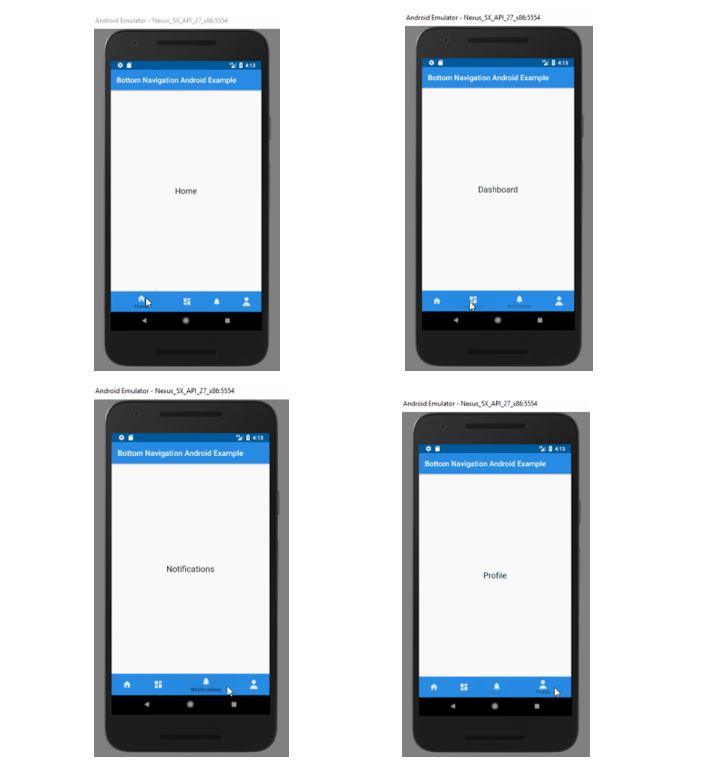 Android Emulator - Nexus_5X_API_27_x86:5554
4:13
Bottom Navigation Android Example
Home
Android Emulator - Nexus_5X_API_27_x86:5554
4:13
Bottom Navigation Android Example
Dashboard
Android Emulator - Nexus_5X_API_27_x86:5554
4:13
Bottom Navigation Android Example
Notifications
Notifications
Android Emulator - Nexus_5X_API_27_x86:5554
4:13
Bottom Navigation Android Example
Profile
Profile